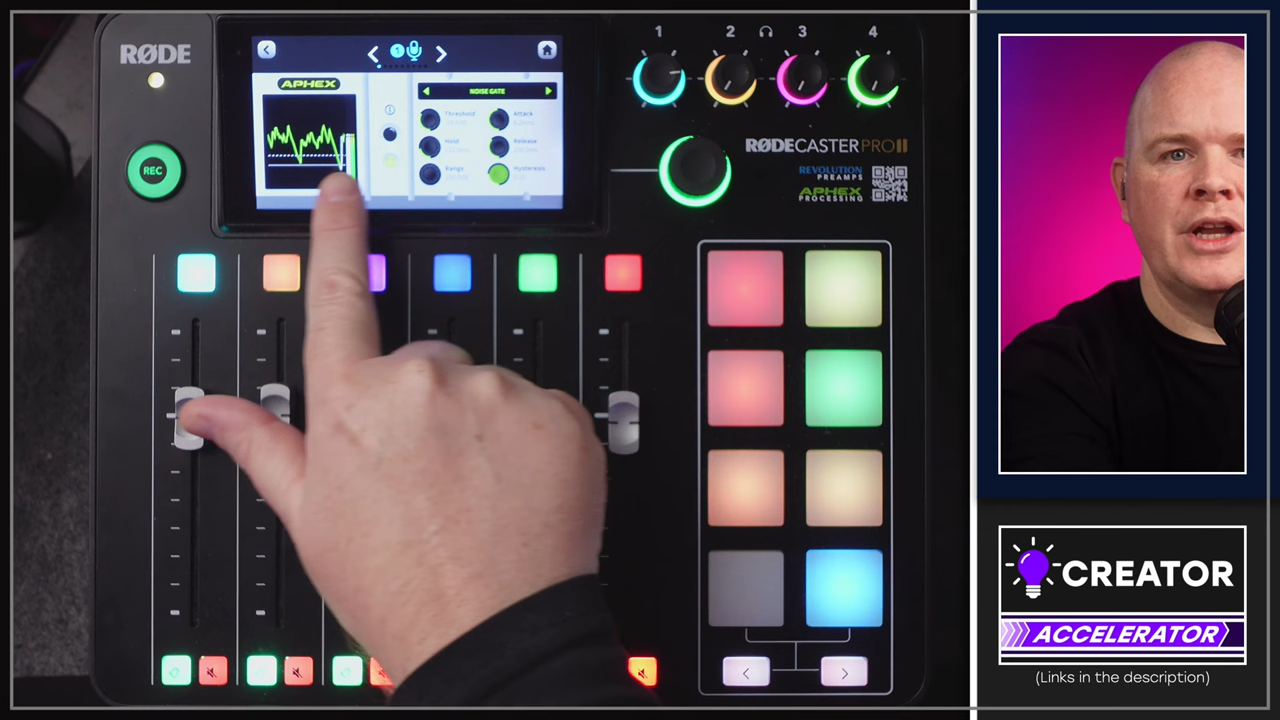 RØDE
REC
1
APHEX
NOISE GATE
Threshold
Attack
Hold
Release
Range
Hysteresis
1 2 3 4
RØDECASTER PRO II
REVOLUTION
PREAMPS
APHEX
PROCESSING
CREATOR
ACCELERATOR
(Links in the description)